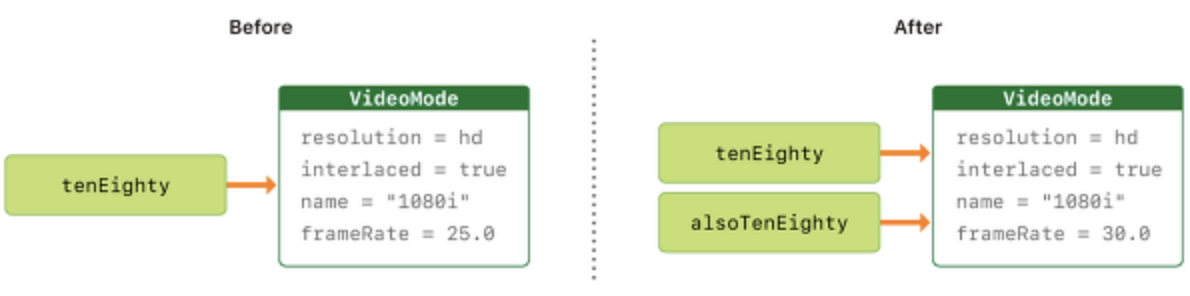 Before
tenEighty
VideoMode
resolution = hd
interlaced = true
name = "1080i"
frameRate = 25.0
After
tenEighty
alsoTenEighty
VideoMode
resolution = hd
interlaced = true
name = "1080i"
frameRate = 30.0